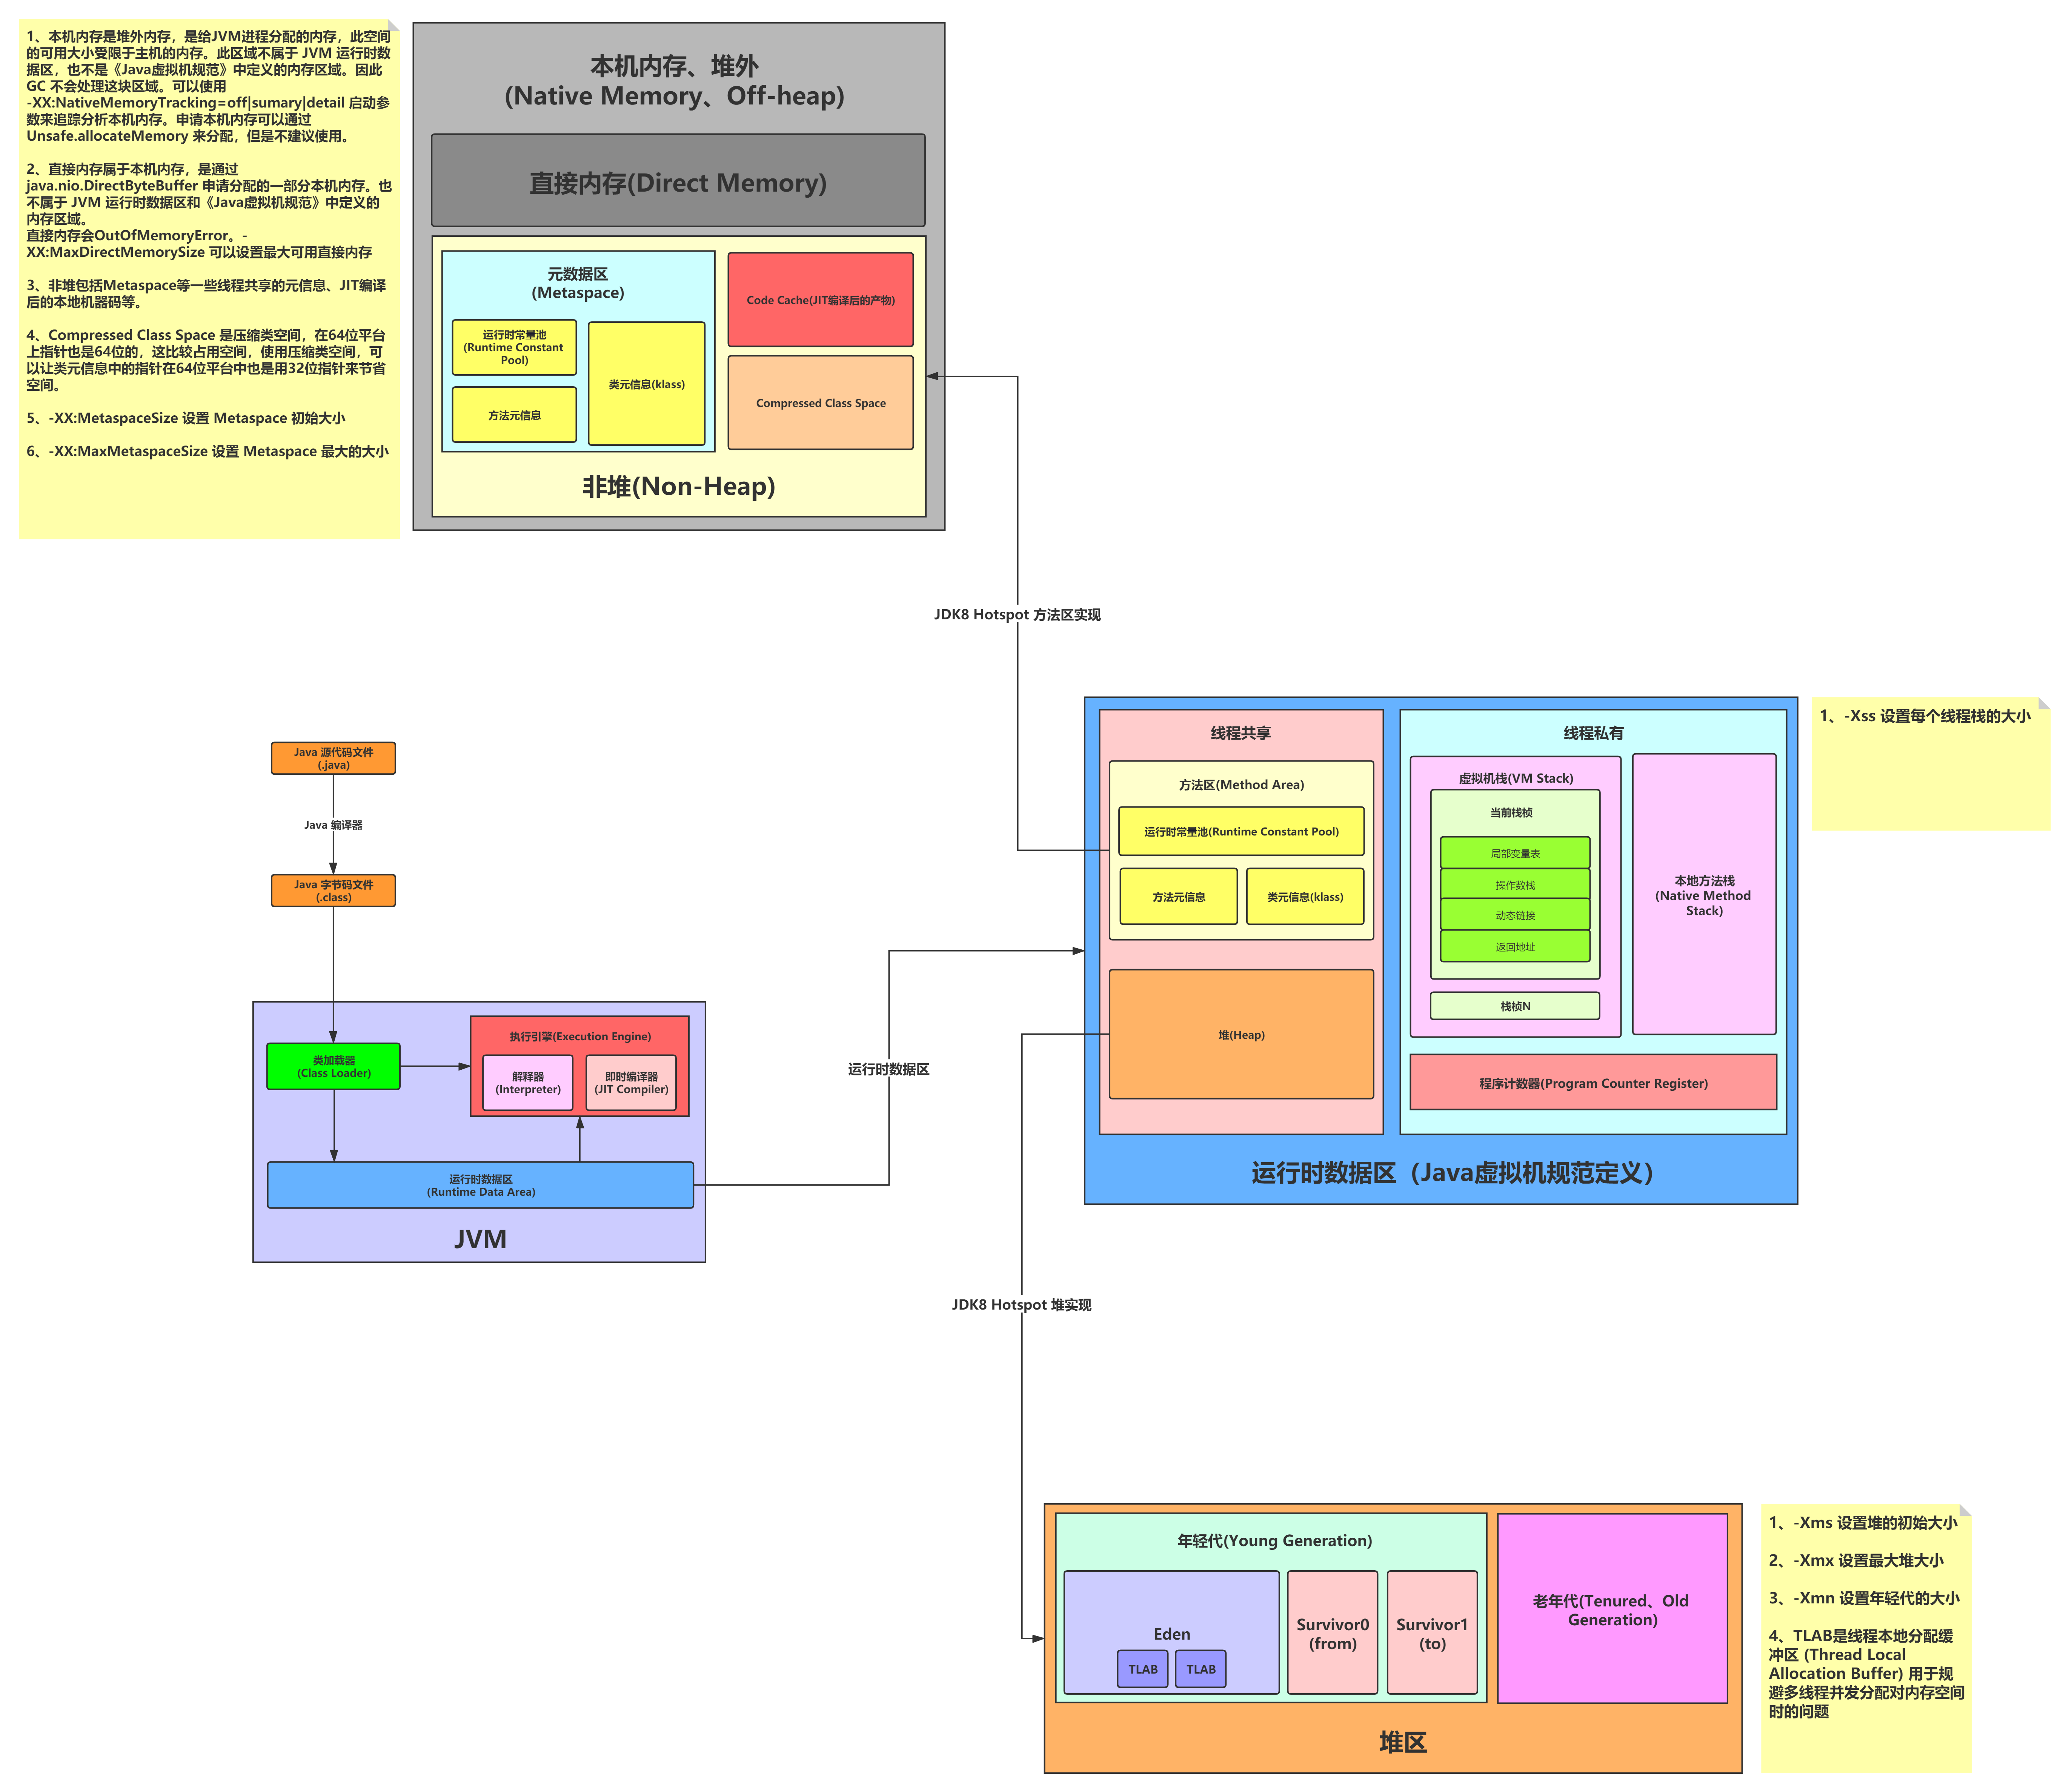 1、本机内存是堆外内存，是给JVM进程分配的内存，此空间
的可用大小受限于主机的内存。此区域不属于 JVM 运行时数
据区，也不是《Java虚拟机规范》中定义的内存区域。因此
GC 不会处理这块区域。可以使用
-XX:NativeMemoryTracking=off|sumary|detail 启动参
数来追踪分析本机内存。申请本机内存可以通过
Unsafe.allocateMemory 来分配，但是不建议使用。
2、直接内存属于本机内存，是通过
java.nio.DirectByteBuffer 申请分配的一部分本机内存。也
不属于 JVM 运行时数据区和《Java虚拟机规范》中定义的
内存区域。
直接内存会OutOfMemoryError。-
XX:MaxDirectMemorySize 可以设置最大可用直接内存
3、非堆包括Metaspace等一些线程共享的元信息、JIT编译
后的本地机器码等。
4、Compressed Class Space 是压缩类空间，在64位平台
上指针也是64位的，这比较占用空间，使用压缩类空间，可
以让类元信息中的指针在64位平台中也是用32位指针来节省
空间。
5、-XX:MetaspaceSize 设置 Metaspace 初始大小
6、-XX:MaxMetaspaceSize 设置 Metaspace 最大的大小
本机内存、堆外
(Native Memory、Off-heap)
直接内存(Direct Memory)
元数据区
(Metaspace)
运行时常量池
(Runtime Constant
Pool)
方法元信息
类元信息(klass)
Code Cache(JIT编译后的产物)
Compressed Class Space
非堆(Non-Heap)
JDK8 Hotspot 方法区实现
Java 源代码文件
(.java)
Java 编译器
Java 字节码文件
(.class)
类加载器
(Class Loader)
执行引擎(Execution Engine)
解释器
(Interpreter)
即时编译器
(JIT Compiler)
运行时数据区
(Runtime Data Area)
JVM
运行时数据区
线程共享
方法区(Method Area)
运行时常量池(Runtime Constant Pool)
方法元信息
类元信息(klass)
堆(Heap)
线程私有
虚拟机栈(VM Stack)
当前栈桢
局部变量表
操作数栈
动态链接
返回地址
栈桢N
本地方法栈
(Native Method
Stack)
程序计数器(Program Counter Register)
运行时数据区（Java虚拟机规范定义）
1、-Xss 设置每个线程栈的大小
JDK8 Hotspot 堆实现
年轻代(Young Generation)
Eden
TLAB
TLAB
Survivor0
(from)
Survivor1
(to)
老年代(Tenured、Old
Generation)
堆区
1、-Xms 设置堆的初始大小
2、-Xmx 设置最大堆大小
3、-Xmn 设置年轻代的大小
4、TLAB是线程本地分配缓
冲区 (Thread Local
Allocation Buffer) 用于规
避多线程并发分配对内存空间
时的问题